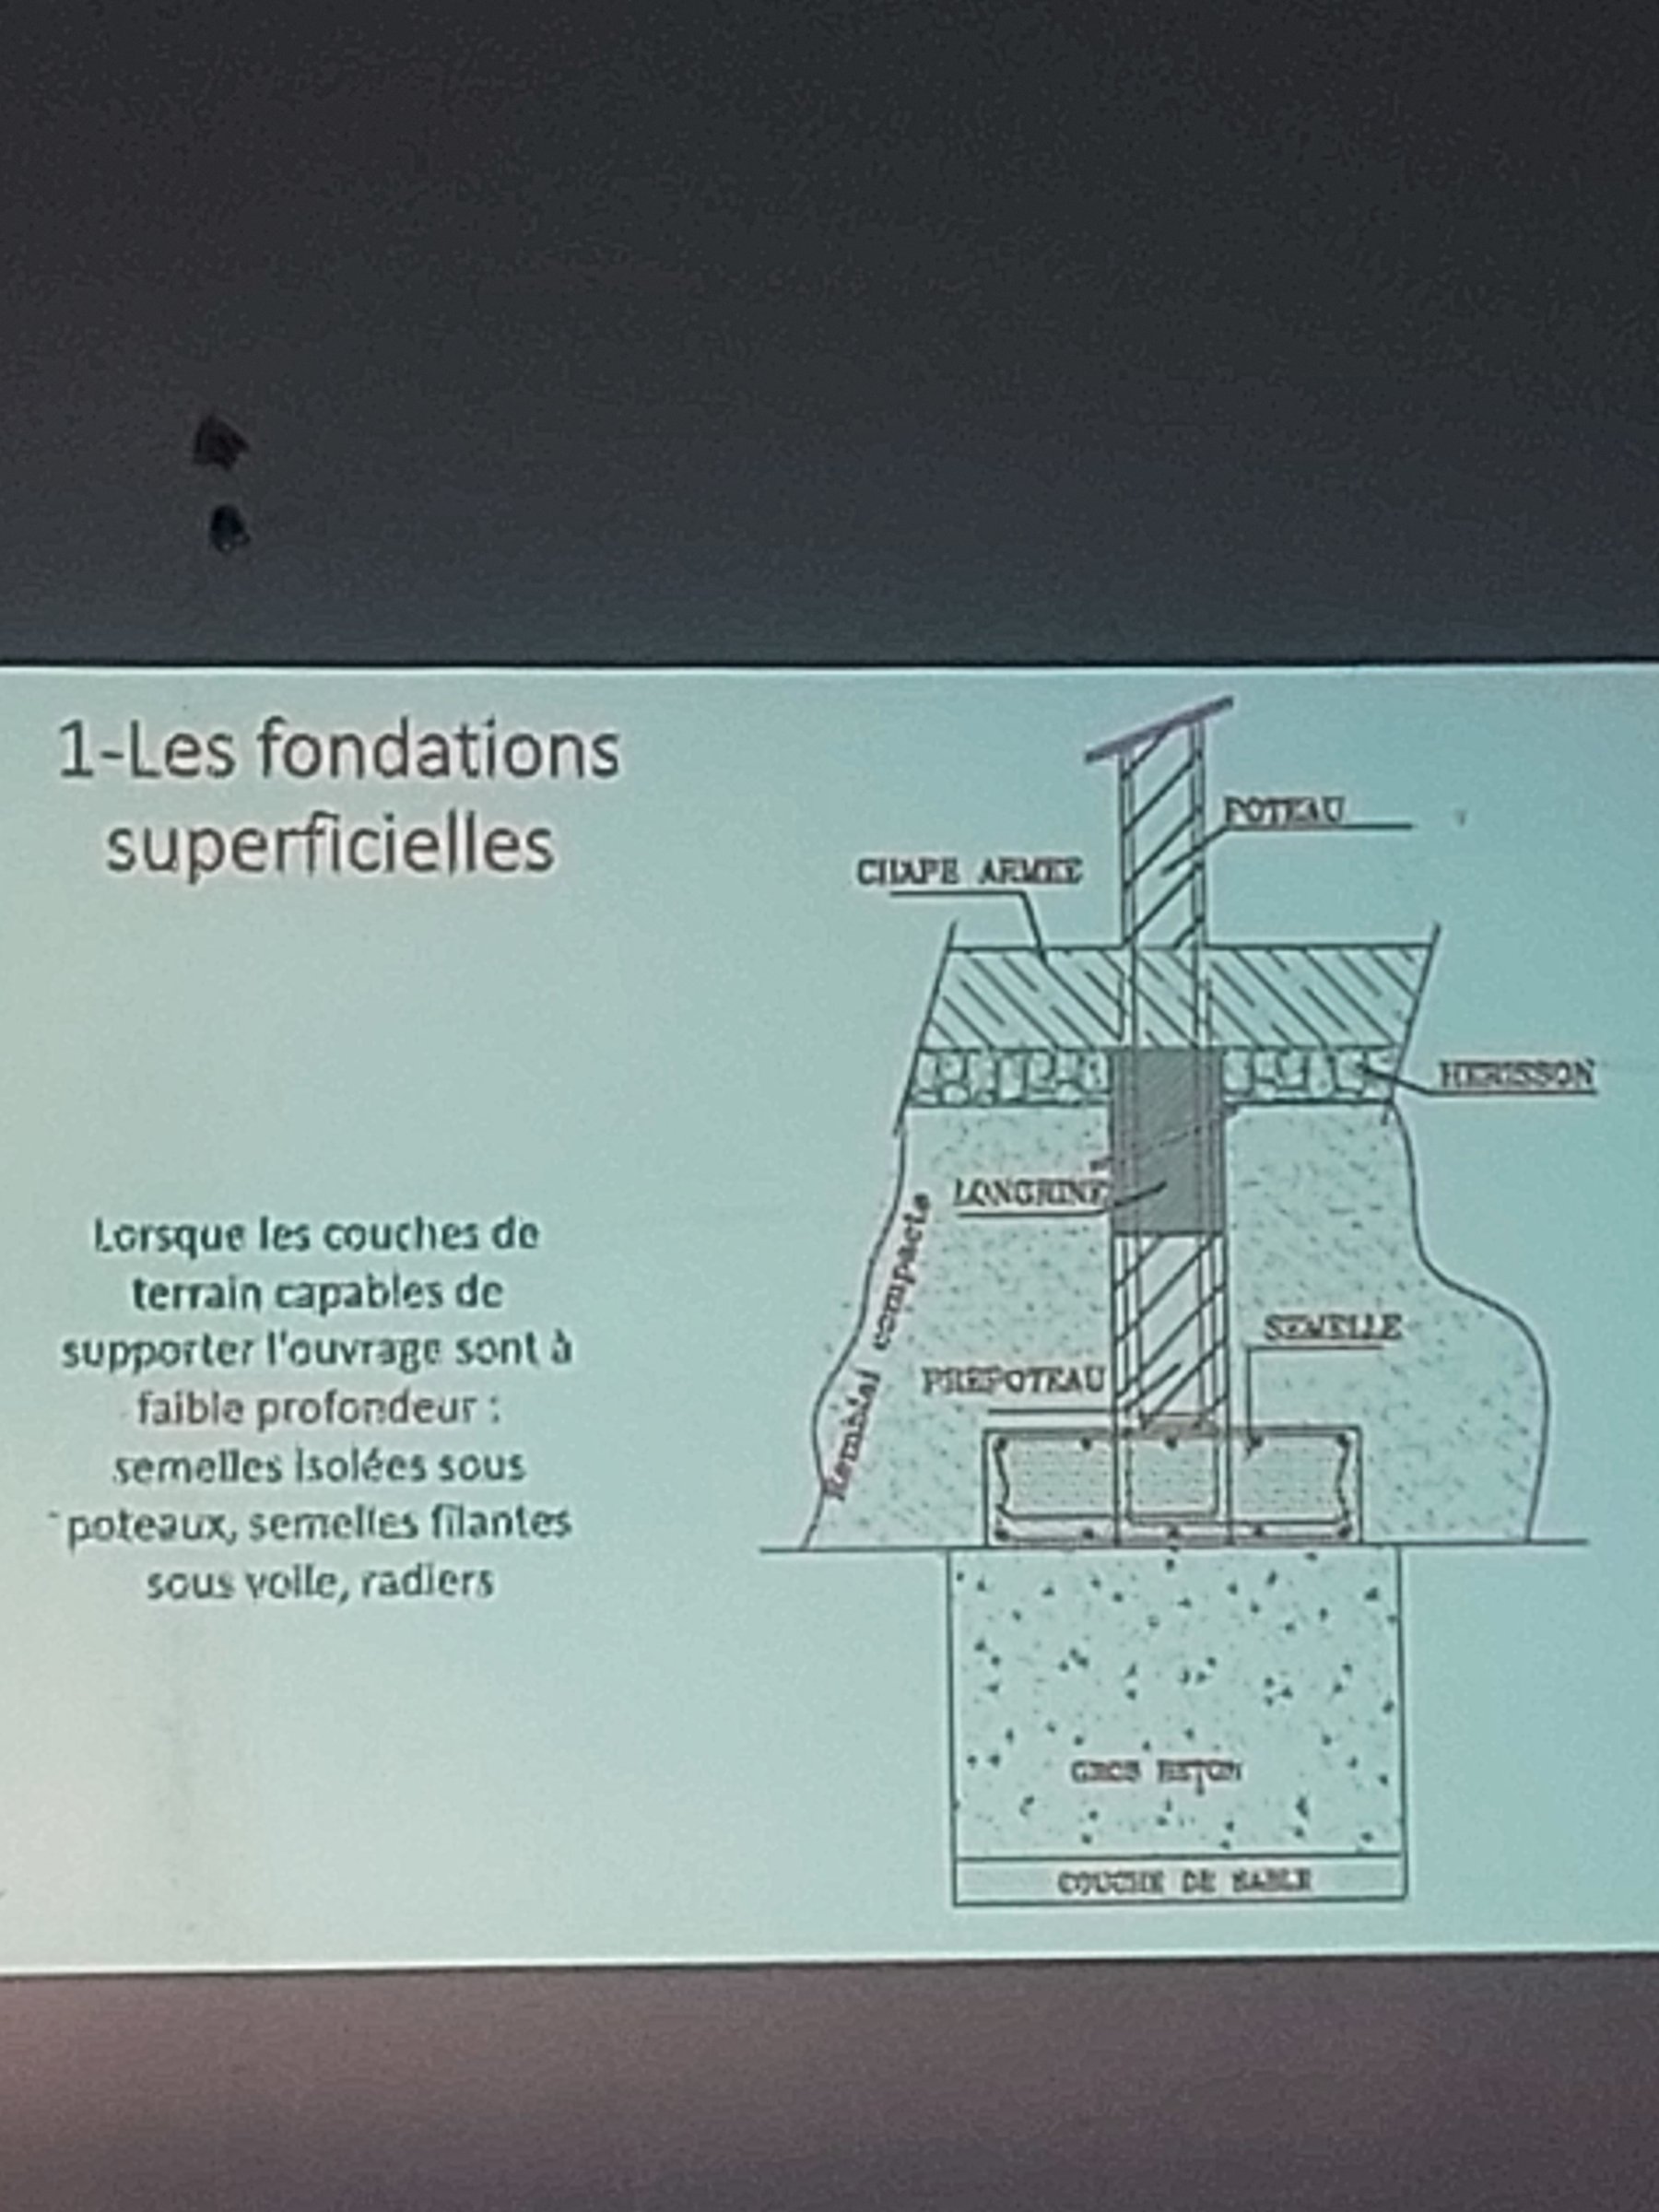 1-Les fondations
superficielles
Lorsque les couches de
terrain capables de
supporter l'ouvrage sont à
faible profondeur :
semelles isolées sous
poteaux, semelles filantes
sous voile, radiers
POTEAU
CHAPE ARMEE
HERISSON
LONGRINE
Remblai compacte
SEMELLE
PREPOTEAU
GROS BETON
COUCHE DE SABLE